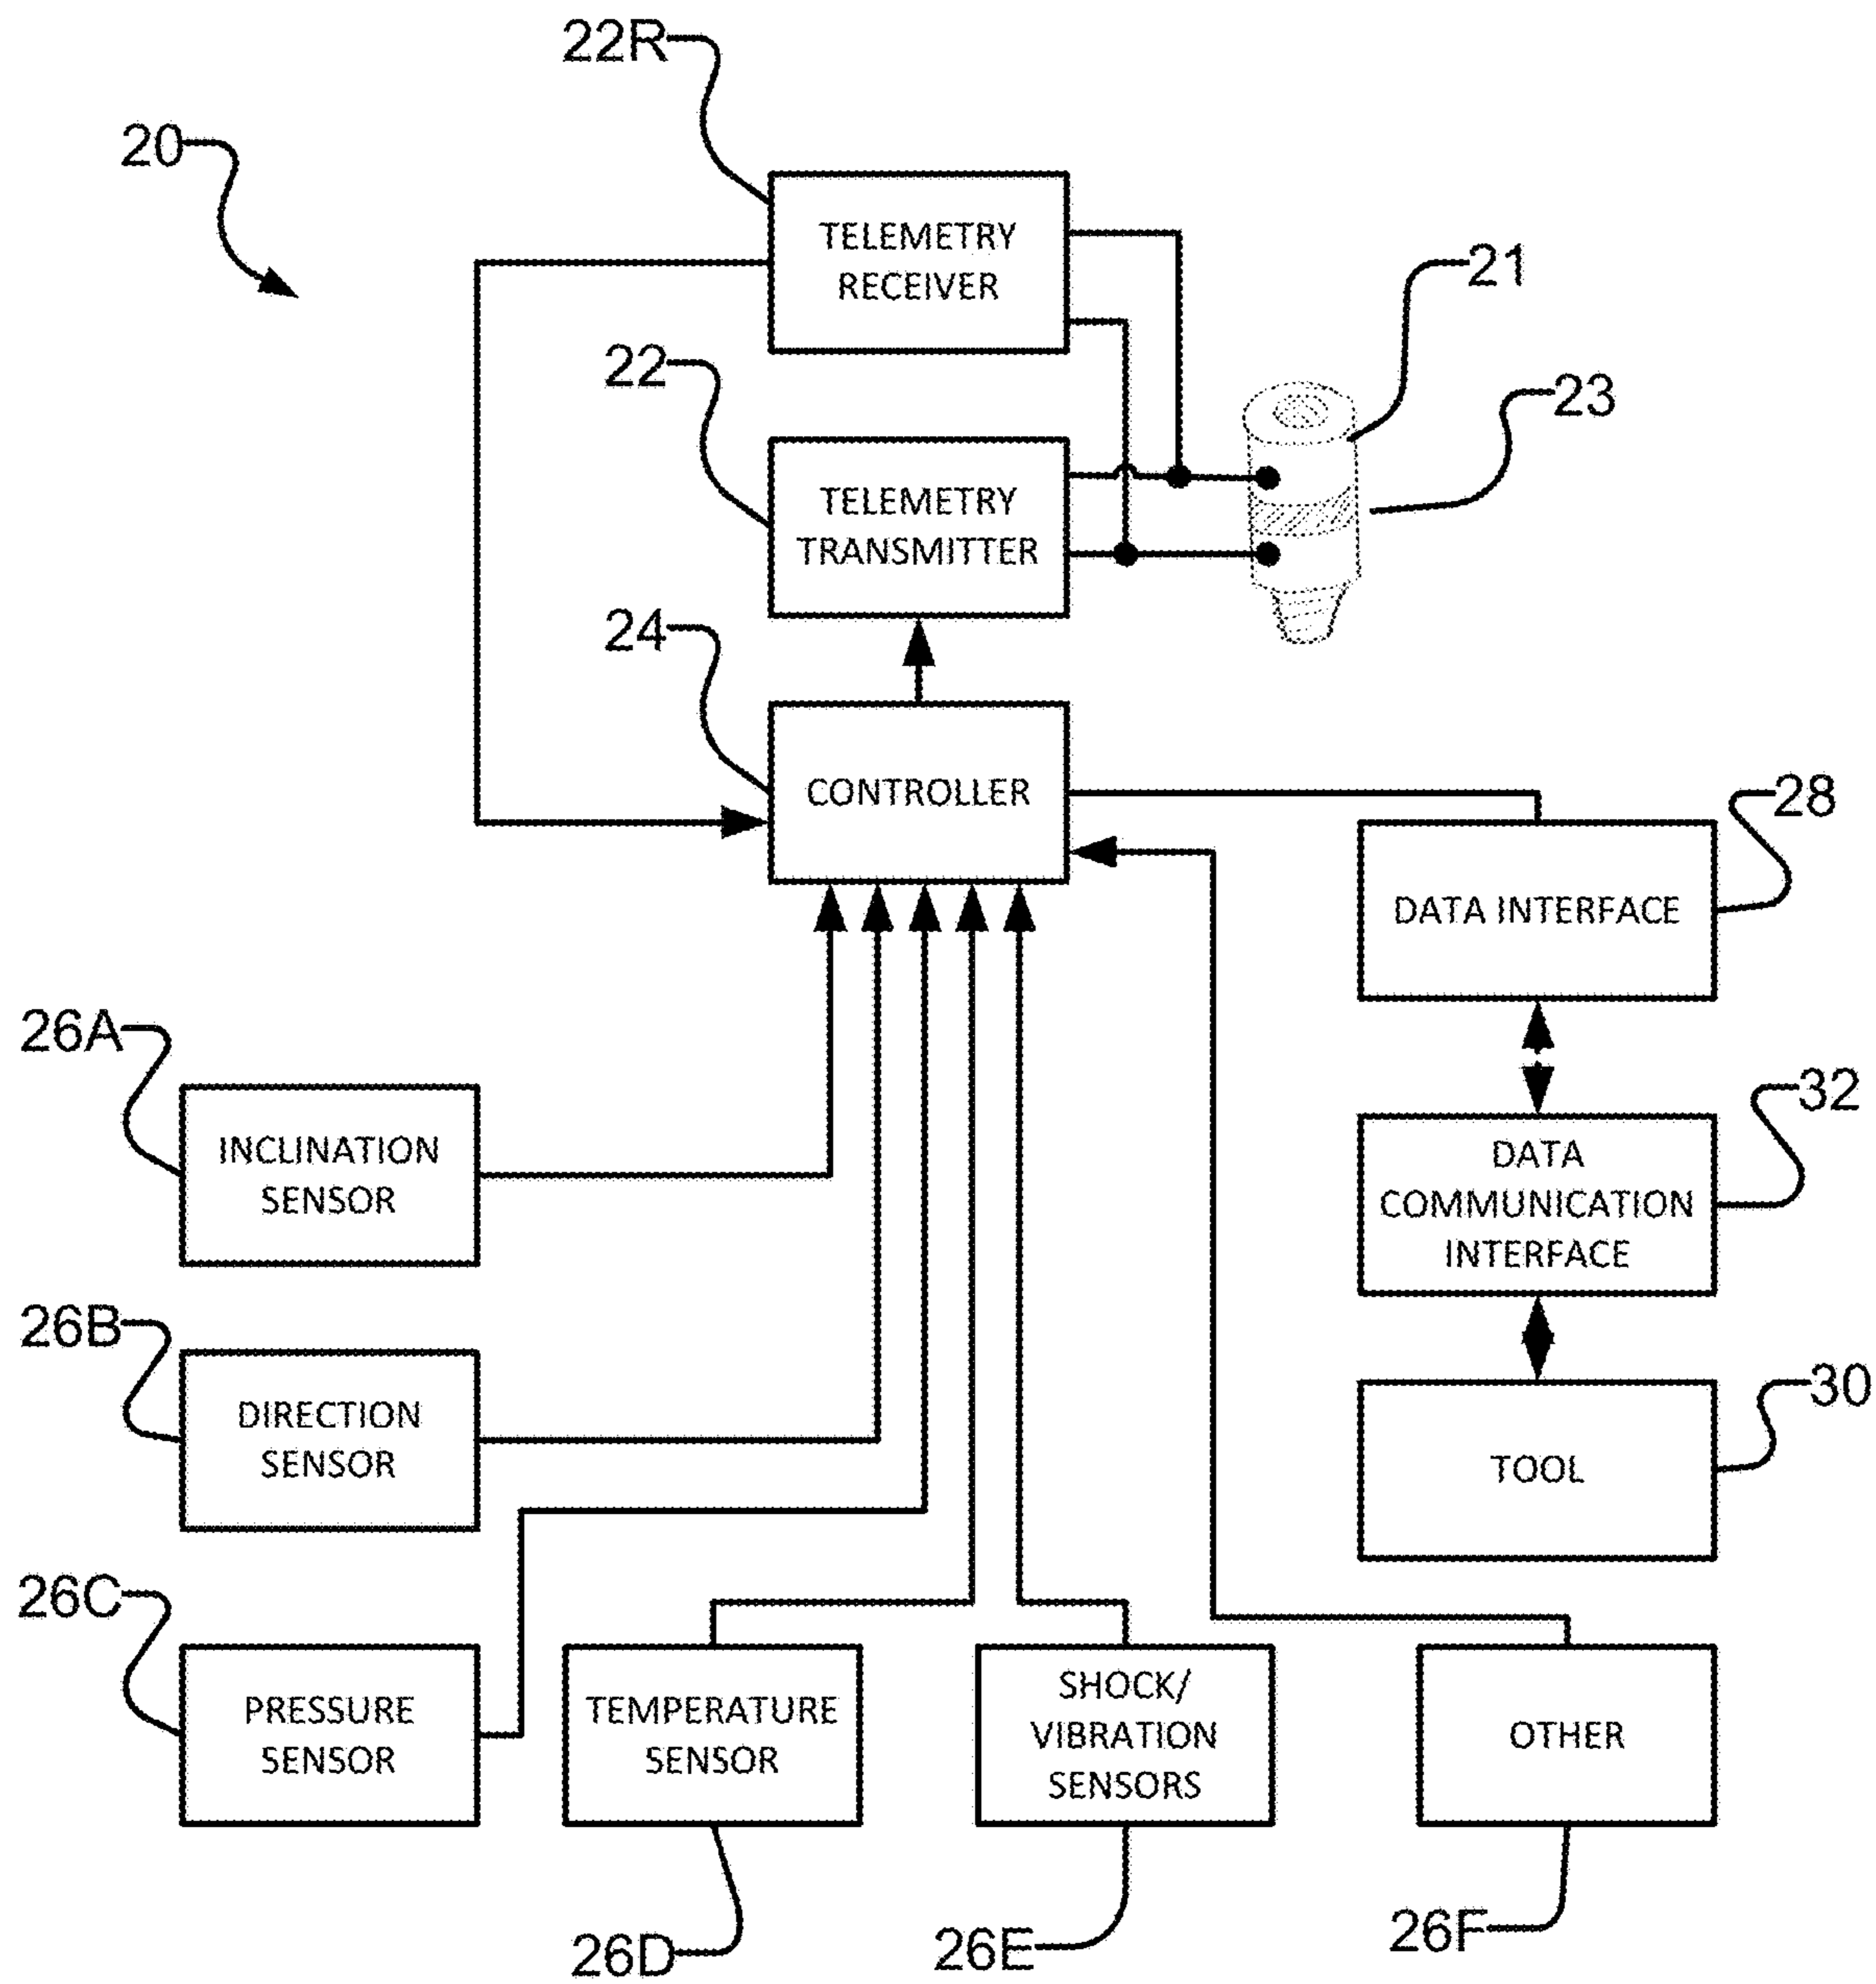 22R
20
TELEMETRY
RECEIVER
21
22
23
TELEMETRY
TRANSMITTER
24
CONTROLLER
28
DATA INTERFACE
26A
32
INCLINATION
SENSOR
DATA
COMMUNICATION
INTERFACE
26B
30
DIRECTION
SENSOR
TOOL
26C
PRESSURE
SENSOR
TEMPERATURE
SENSOR
SHOCK/
VIBRATION
SENSORS
OTHER
26D
26E
26F